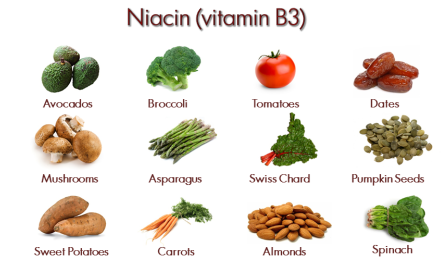 Niacin (vitamin B3)
Avocados
Broccoli
Tomatoes
Dates
Mushrooms
Asparagus
Swiss Chard
Pumpkin Seeds
Sweet Potatoes
Carrots
Almonds
Spinach